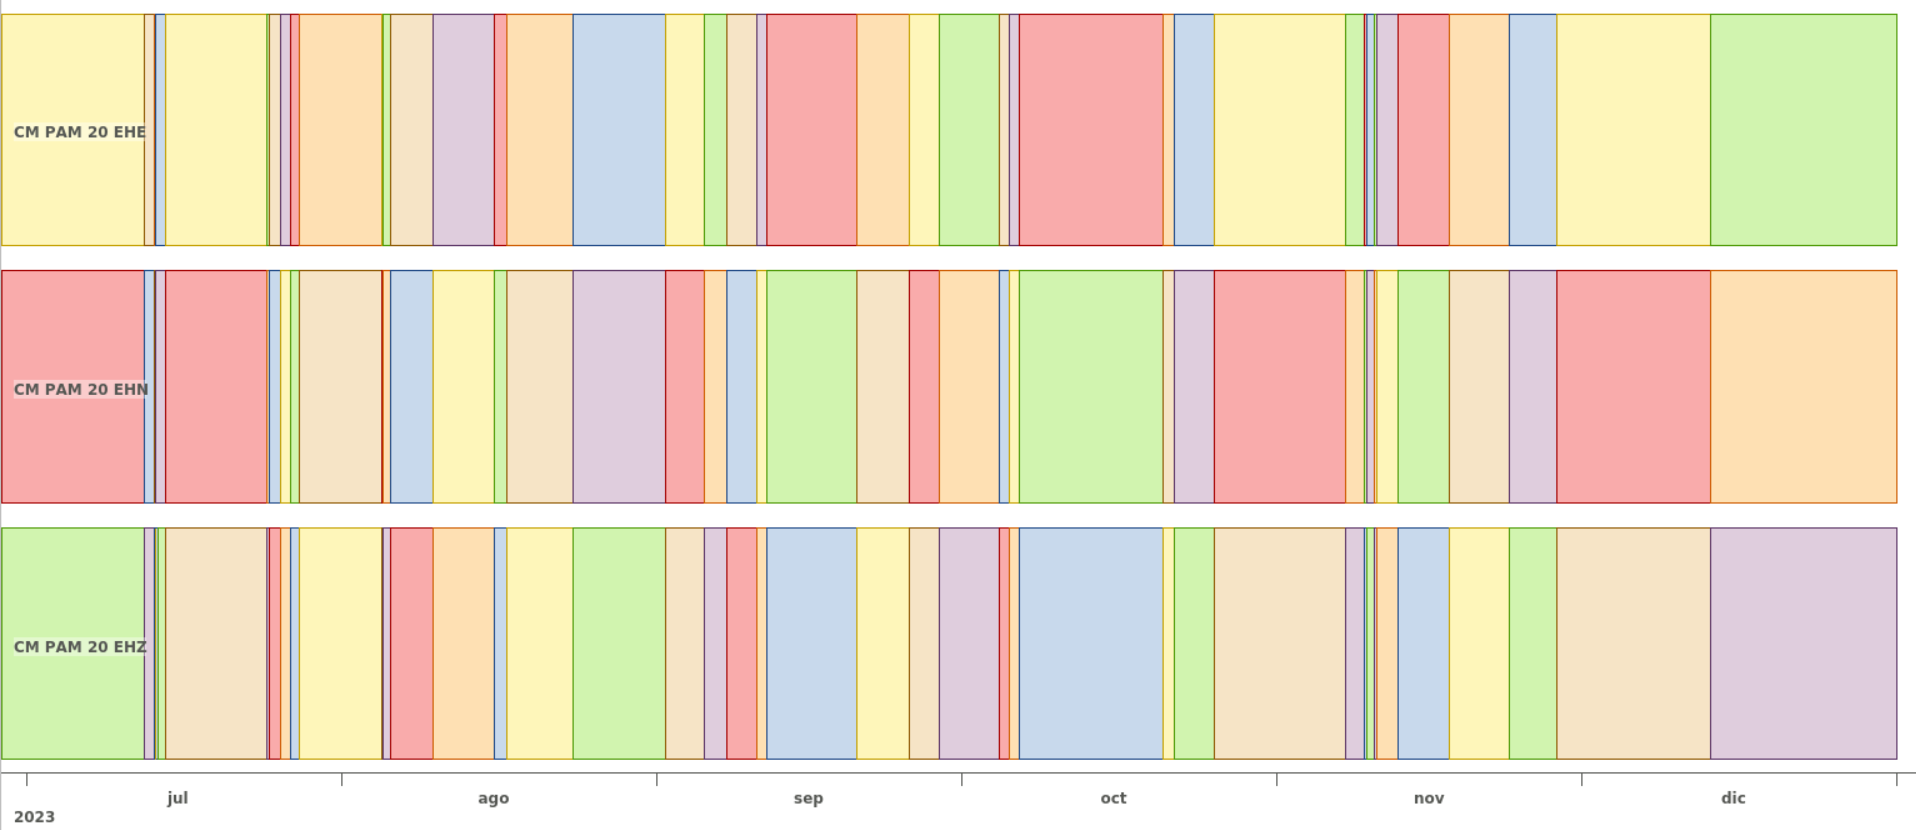 CM PAM 20 EHE
CM PAM 20 EHN
CM PAM 20 EHZ
jul ago sep oct nov dic
2023